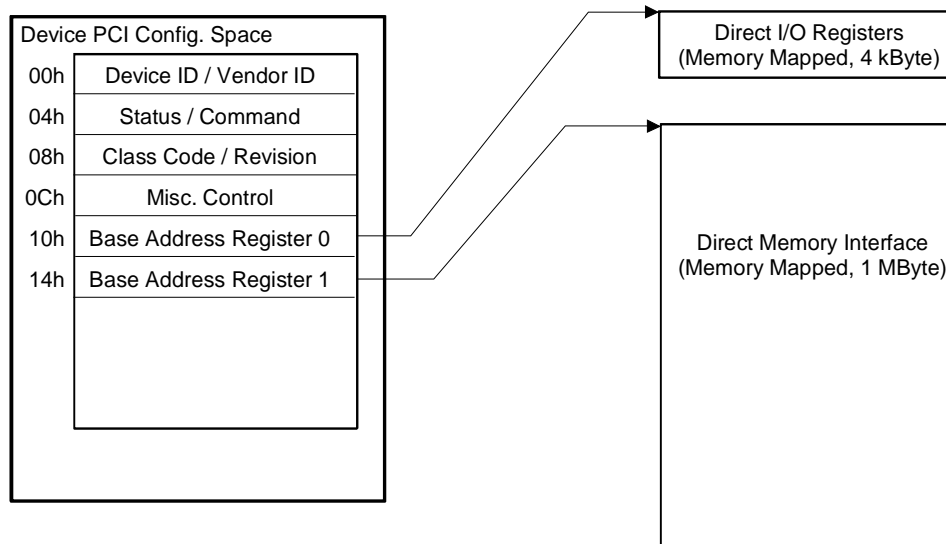 Device PCI Config. Space
00h Device ID / Vendor ID
04h Status / Command
08h Class Code / Revision
0Ch Misc. Control
10h Base Address Register 0
14h Base Address Register 1
Direct I/O Registers
(Memory Mapped, 4 kByte)
Direct Memory Interface
(Memory Mapped, 1 MByte)